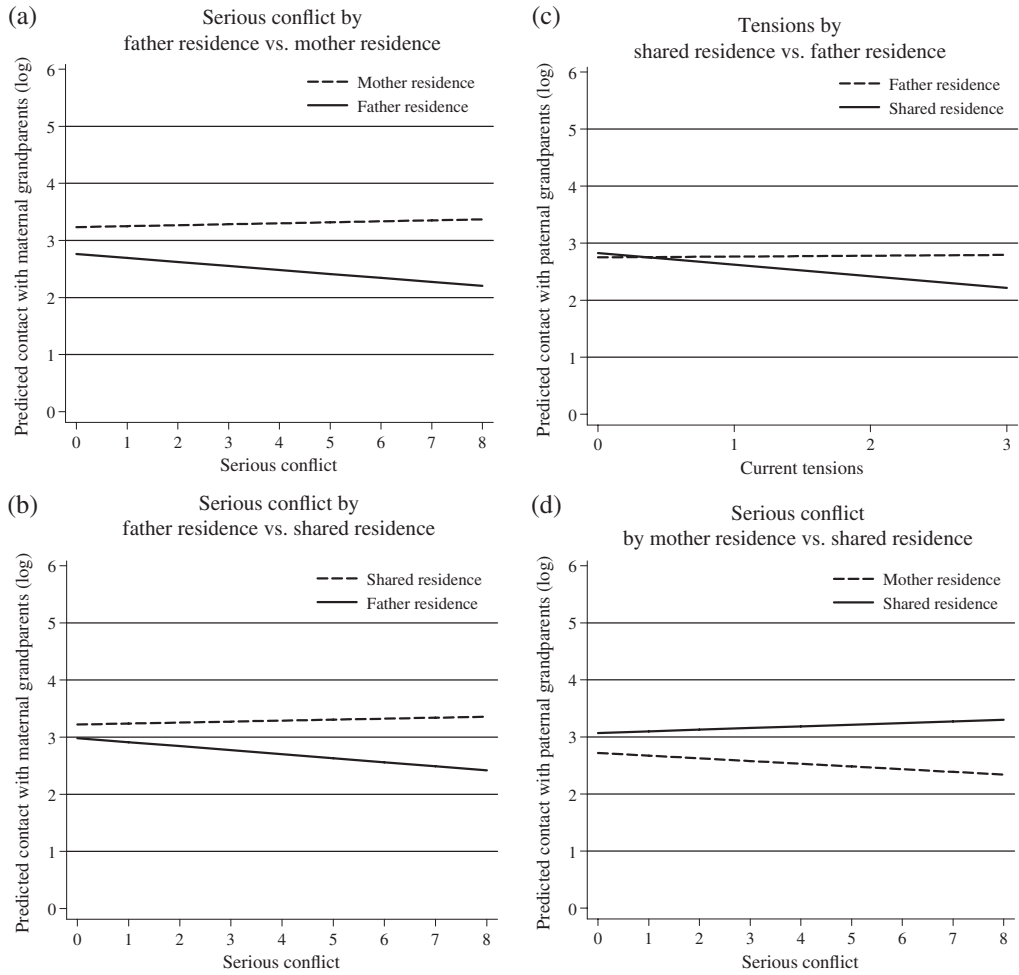 (a)
Serious conflict by
father residence vs. mother residence
Predicted contact with maternal grandparents (log)
6
5
4
3
2
1
0
Mother residence
Father residence
0 1 2 3 4 5 6 7 8
Serious conflict
(c)
Tensions by
shared residence vs. father residence
Predicted contact with paternal grandparents (log)
6
5
4
3
2
1
0
Father residence
Shared residence
0 1 2 3
Current tensions
(b)
Serious conflict by
father residence vs. shared residence
Predicted contact with maternal grandparents (log)
6
5
4
3
2
1
0
Shared residence
Father residence
0 1 2 3 4 5 6 7 8
Serious conflict
(d)
Serious conflict
by mother residence vs. shared residence
Predicted contact with paternal grandparents (log)
6
5
4
3
2
1
0
Mother residence
Shared residence
0 1 2 3 4 5 6 7 8
Serious conflict